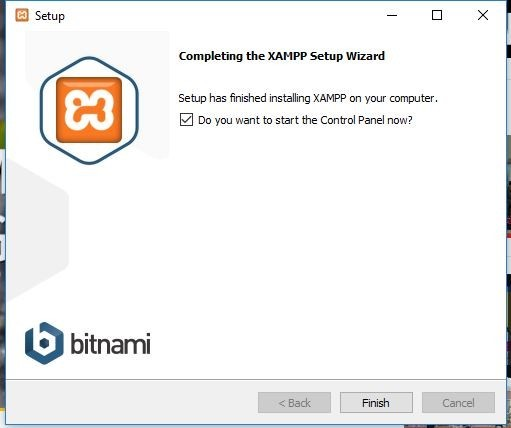 Setup
Completing the XAMPP Setup Wizard
Setup has finished installing XAMPP on your computer.
Do you want to start the Control Panel now?
bitnami
< Back
Finish
Cancel